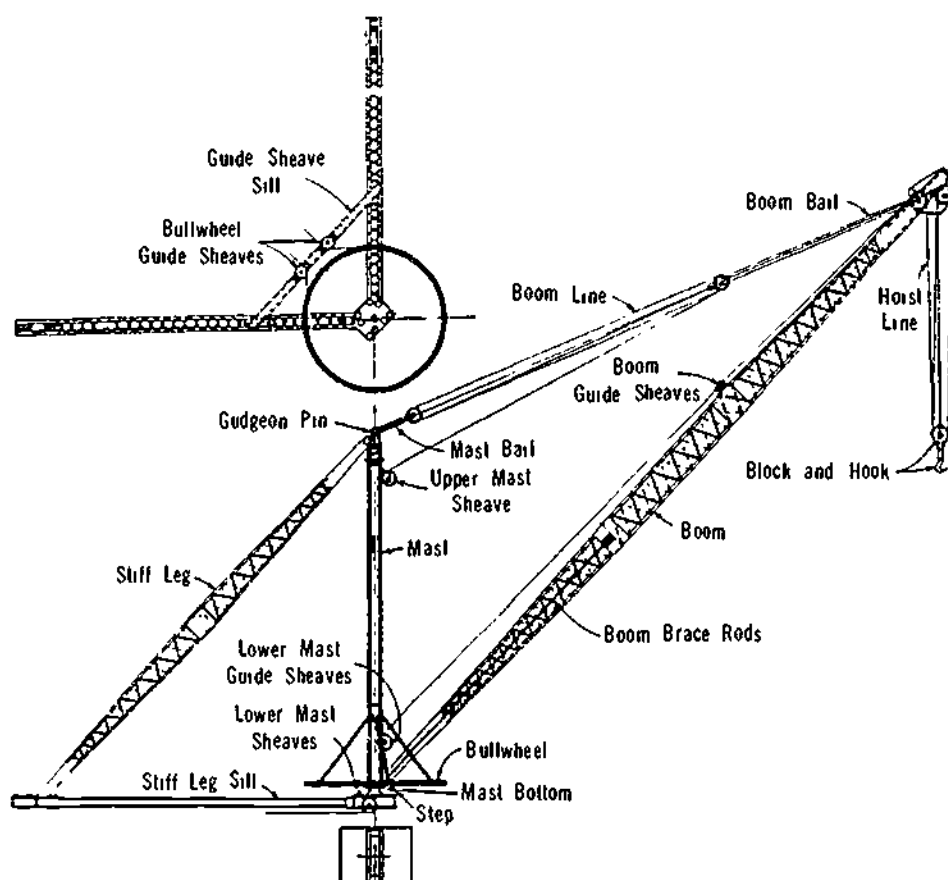 Guide Sheave
Sill
Bullwheel
Guide Sheaves
Boom Bail
Boom Line
Hoist
Line
Boom
Guide Sheaves
Gudgeon Pin
Mast Bail
Upper Mast
Sheave
Block and Hook
Boom
Mast
Stiff Leg
Boom Brace Rods
Lower Mast
Guide Sheaves
Lower Mast
Sheaves
Bullwheel
Stiff Leg Sill
Mast Bottom
Step